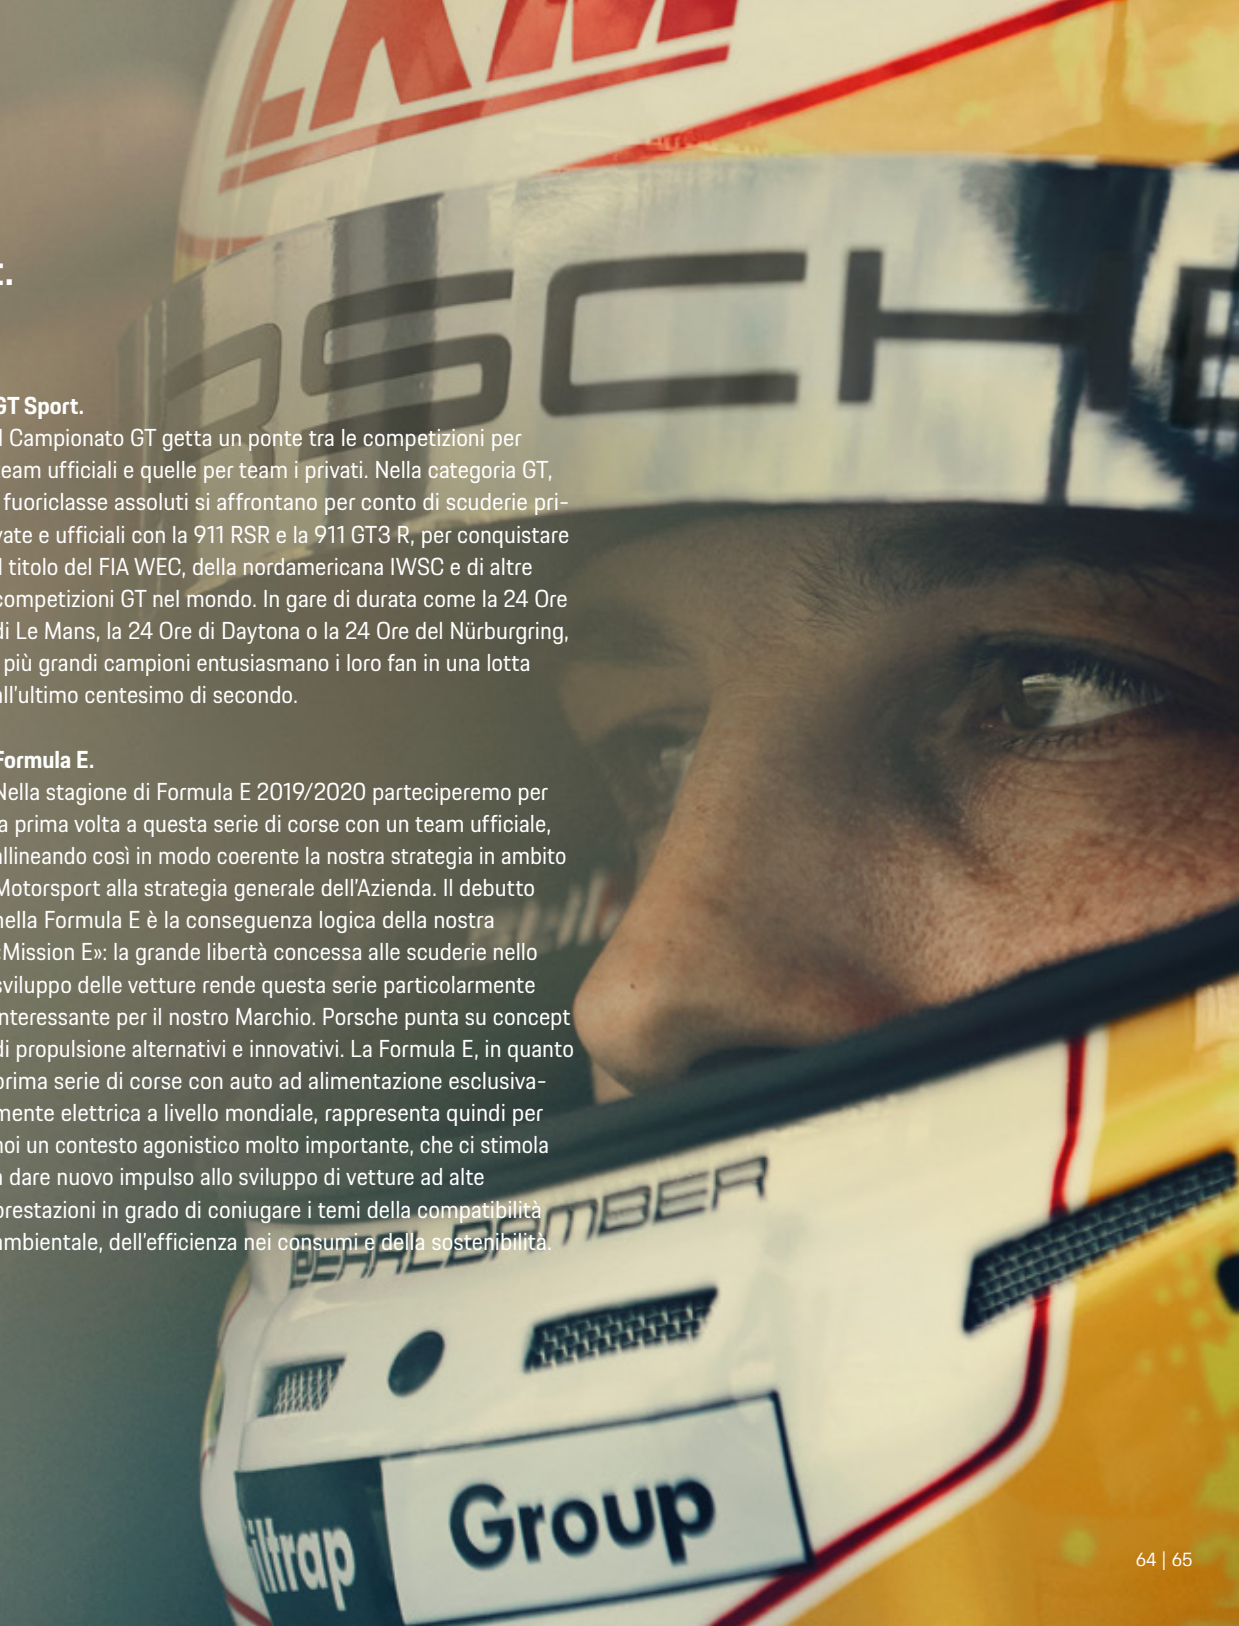 GT Sport.
Il Campionato GT getta un ponte tra le competizioni per
team ufficiali e quelle per team i privati. Nella categoria GT,
fuoriclasse assoluti si affrontano per conto di scuderie pri-
vate e ufficiali con la 911 RSR e la 911 GT3 R, per conquistare
il titolo del FIA WEC, della nordamericana IWSC e di altre
competizioni GT nel mondo. In gare di durata come la 24 Ore
di Le Mans, la 24 Ore di Daytona o la 24 Ore del Nürburgring,
più grandi campioni entusiasmano i loro fan in una lotta
all'ultimo centesimo di secondo.
Formula E.
Nella stagione di Formula E 2019/2020 parteciperemo per
la prima volta a questa serie di corse con un team ufficiale,
allineando così in modo coerente la nostra strategia in ambito
Motorsport alla strategia generale dell'Azienda. Il debutto
nella Formula E è la conseguenza logica della nostra
«Mission E»: la grande libertà concessa alle scuderie nello
sviluppo delle vetture rende questa serie particolarmente
interessante per il nostro Marchio. Porsche punta su concept
di propulsione alternativi e innovativi. La Formula E, in quanto
prima serie di corse con auto ad alimentazione esclusiva-
mente elettrica a livello mondiale, rappresenta quindi per
noi un contesto agonistico molto importante, che ci stimola
a dare nuovo impulso allo sviluppo di vetture ad alte
prestazioni in grado di coniugare i temi della compatibilità
ambientale, dell'efficienza nei consumi e della sostenibilità.
RSCHE
@EARLBAMBER
iltrap Group
64 | 65